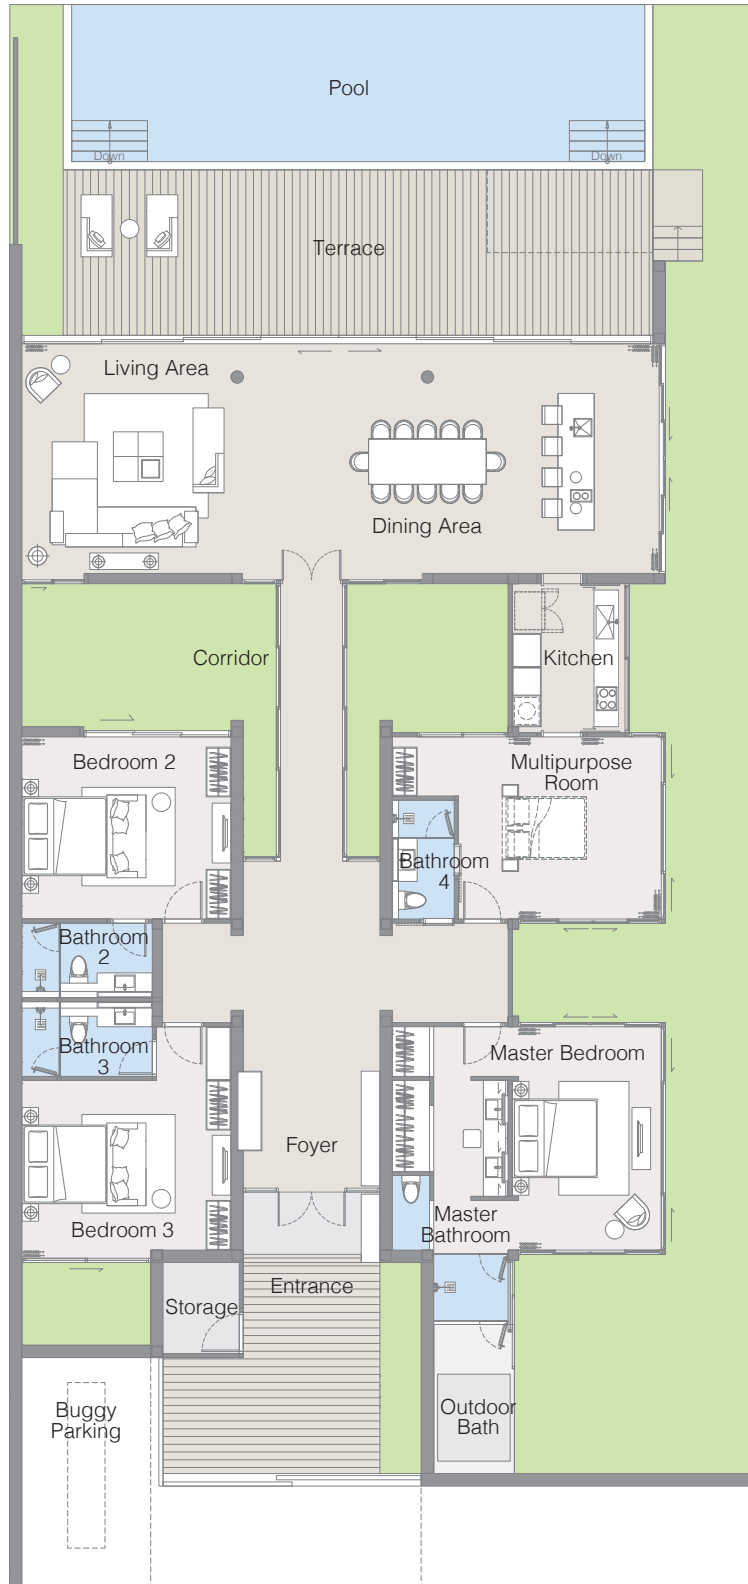 Pool
Down
Down
Terrace
Living Area
Dining Area
Corridor
Kitchen
Bedroom 2
Multipurpose
Room
Bathroom
4
Bathroom
2
Bathroom
3
Master Bedroom
Foyer
Bedroom 3
Master
Bathroom
Entrance
Storage
Buggy
Parking
Outdoor
Bath